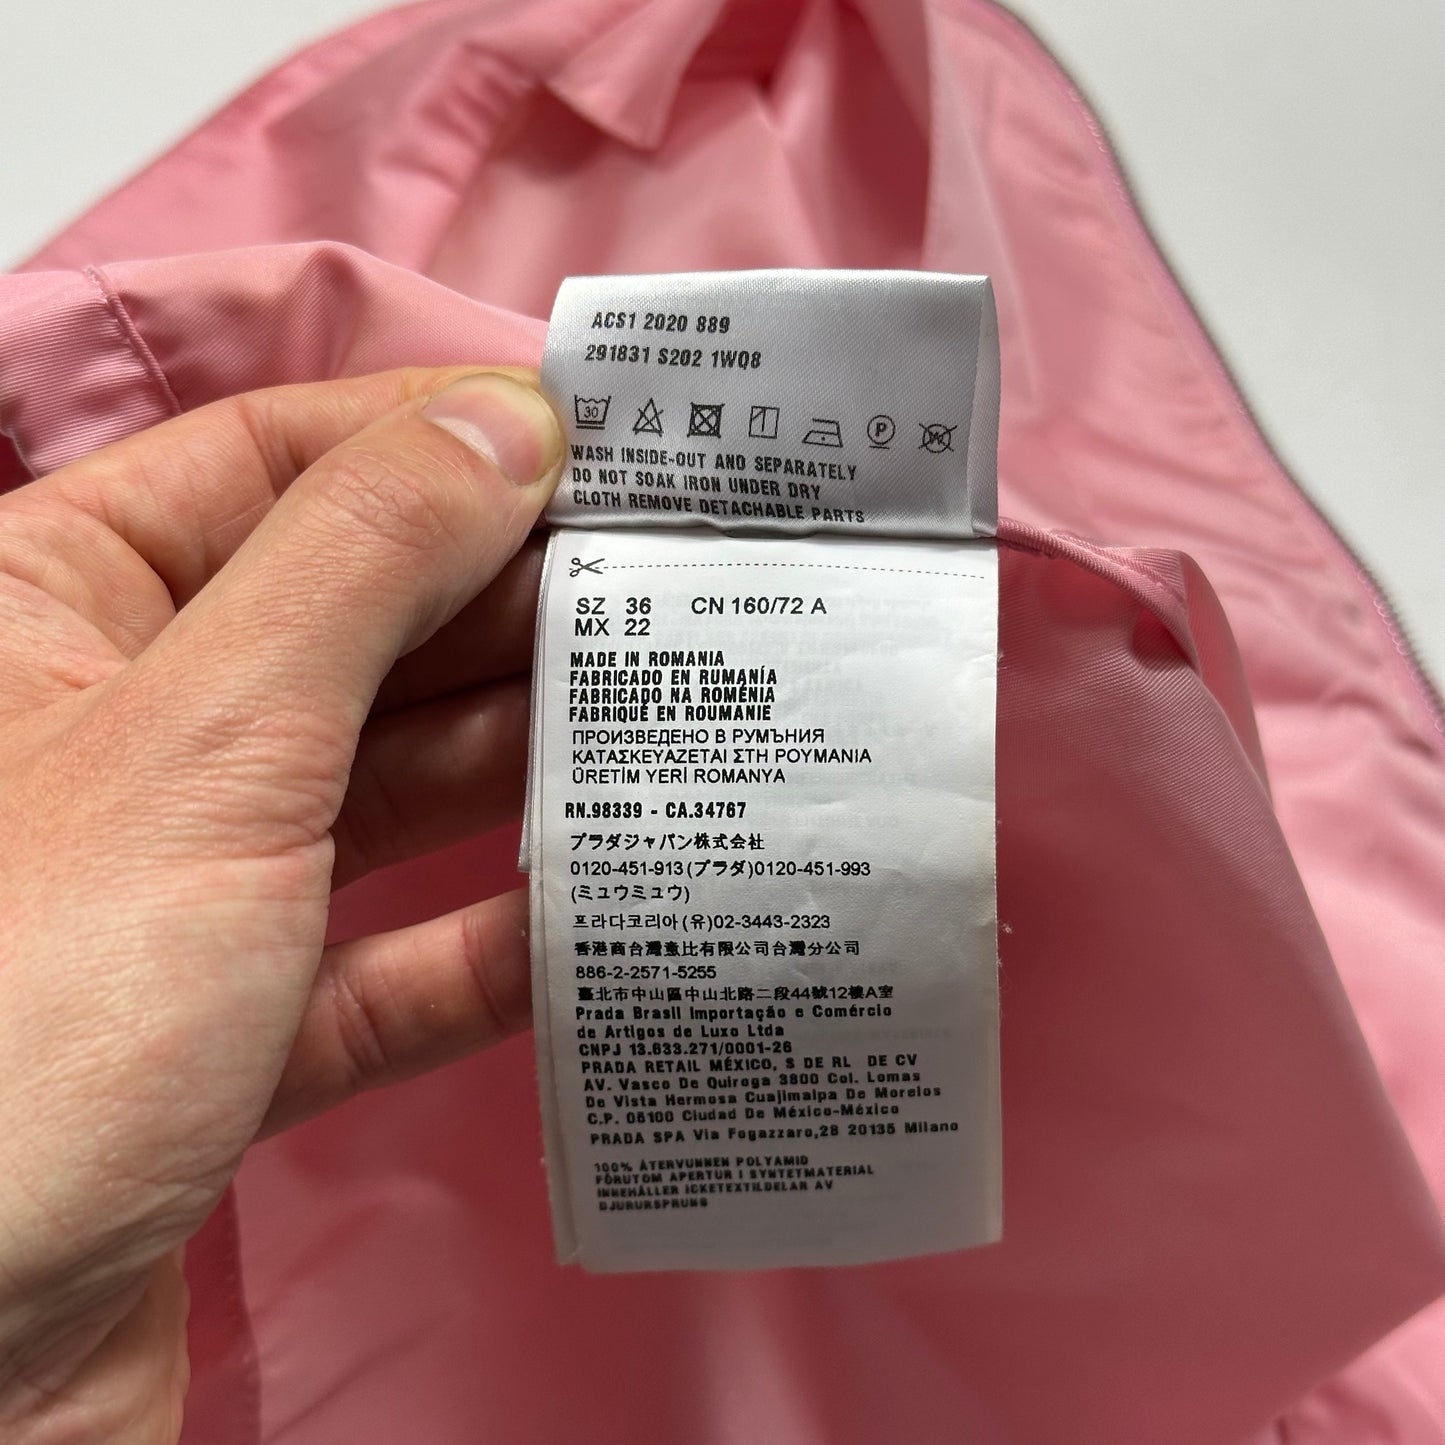 ACS1 2020 889
291831 S202 1WQ8
30 P W
WASH INSIDE-OUT AND SEPARATELY
DO NOT SOAK IRON UNDER DRY
CLOTH REMOVE DETACHABLE PARTS
SZ 36 CN 160/72 A
MX 22
MADE IN ROMANIA
FABRICADO EN RUMANÍA
FABRICADO NA ROMÉNIA
FABRIQUÉ EN ROUMANIE
ПРОИЗВЕДЕНО В РУМЪНИЯ
ΚΑΤΑΣΚΕΥΑΖΕΤΑΙ ΣΤΗ ΡΟΥΜΑΝΙΑ
ÜRETİM YERİ ROMANYA
RN.98339 - CA.34767
プラダジャパン株式会社
0120-451-913(プラダ)0120-451-993
(ミュウミュウ)
프라다코리아(유)02-3443-2323
香港商台灣意比有限公司台灣分公司
886-2-2571-5255
臺北市中山區中山北路二段44號12樓A室
Prada Brasil Importação e Comércio
de Artigos de Luxo Ltda
CNPJ 13.633.271/0001-26
PRADA RETAIL MÉXICO, S DE RL DE CV
AV. Vasco De Quiroga 3800 Col. Lomas
De Vista Hermosa Cuajimalpa De Morelos
C.P. 05100 Ciudad De México-México
PRADA SPA Via Fogazzaro,28 20135 Milano
100% ÅTERVUNNEN POLYAMID
FÖRUTOM APERTUR I SYNTETMATERIAL
INNEHÅLLER ICKETEXTILDELAR AV
DJURURSPRUNG